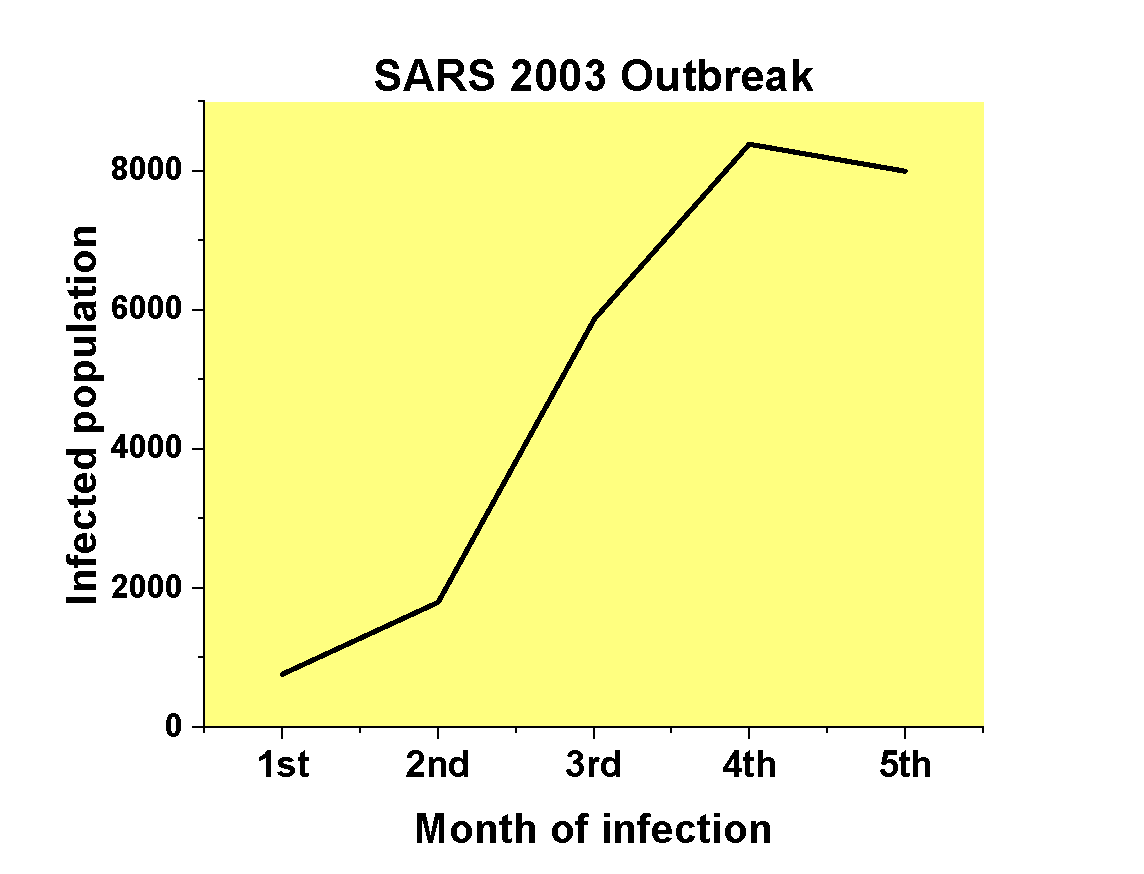 SARS 2003 Outbreak
Infected population
8000
6000
4000
2000
0
1st 2nd 3rd 4th 5th
Month of infection